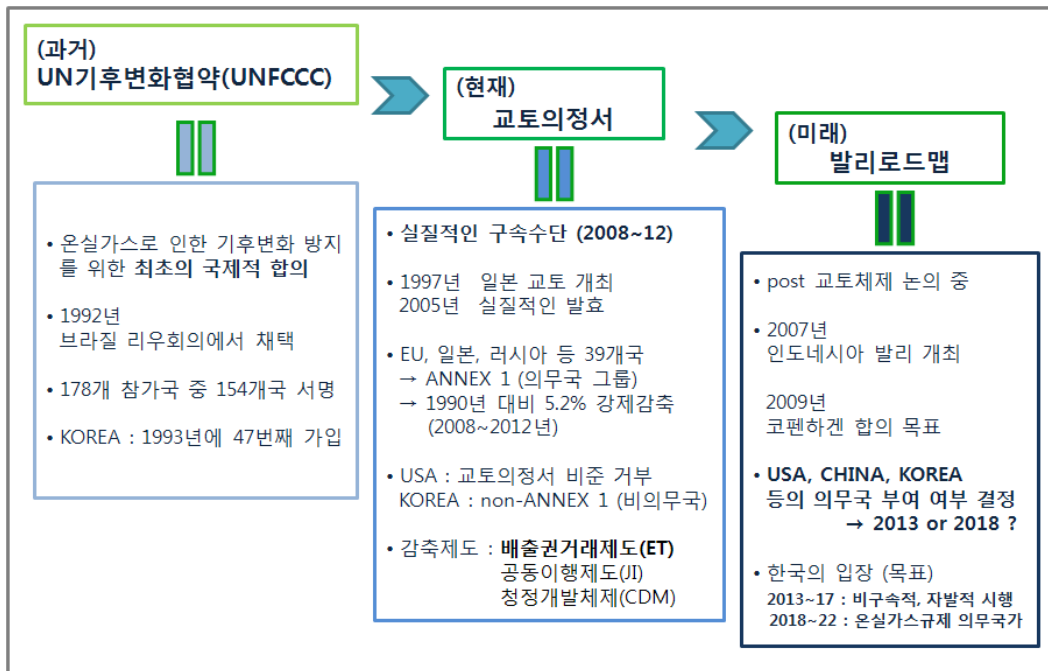 (과거)
UN기후변화협약(UNFCCC)
• 온실가스로 인한 기후변화 방지
를 위한 최초의 국제적 합의
• 1992년
브라질 리우회의에서 채택
• 178개 참가국 중 154개국 서명
• KOREA : 1993년에 47번째 가입
(현재)
교토의정서
• 실질적인 구속수단 (2008~12)
• 1997년 일본 교토 개최
2005년 실질적인 발효
• EU, 일본, 러시아 등 39개국
→ ANNEX 1 (의무국 그룹)
→ 1990년 대비 5.2% 강제감축
(2008~2012년)
• USA : 교토의정서 비준 거부
KOREA : non-ANNEX 1 (비의무국)
• 감축제도 : 배출권거래제도(ET)
공동이행제도(JI)
청정개발체제(CDM)
(미래)
발리로드맵
• post 교토체제 논의 중
• 2007년
인도네시아 발리 개최
2009년
코펜하겐 합의 목표
• USA, CHINA, KOREA
등의 의무국 부여 여부 결정
→ 2013 or 2018 ?
• 한국의 입장 (목표)
2013~17 : 비구속적, 자발적 시행
2018~22 : 온실가스규제 의무국가